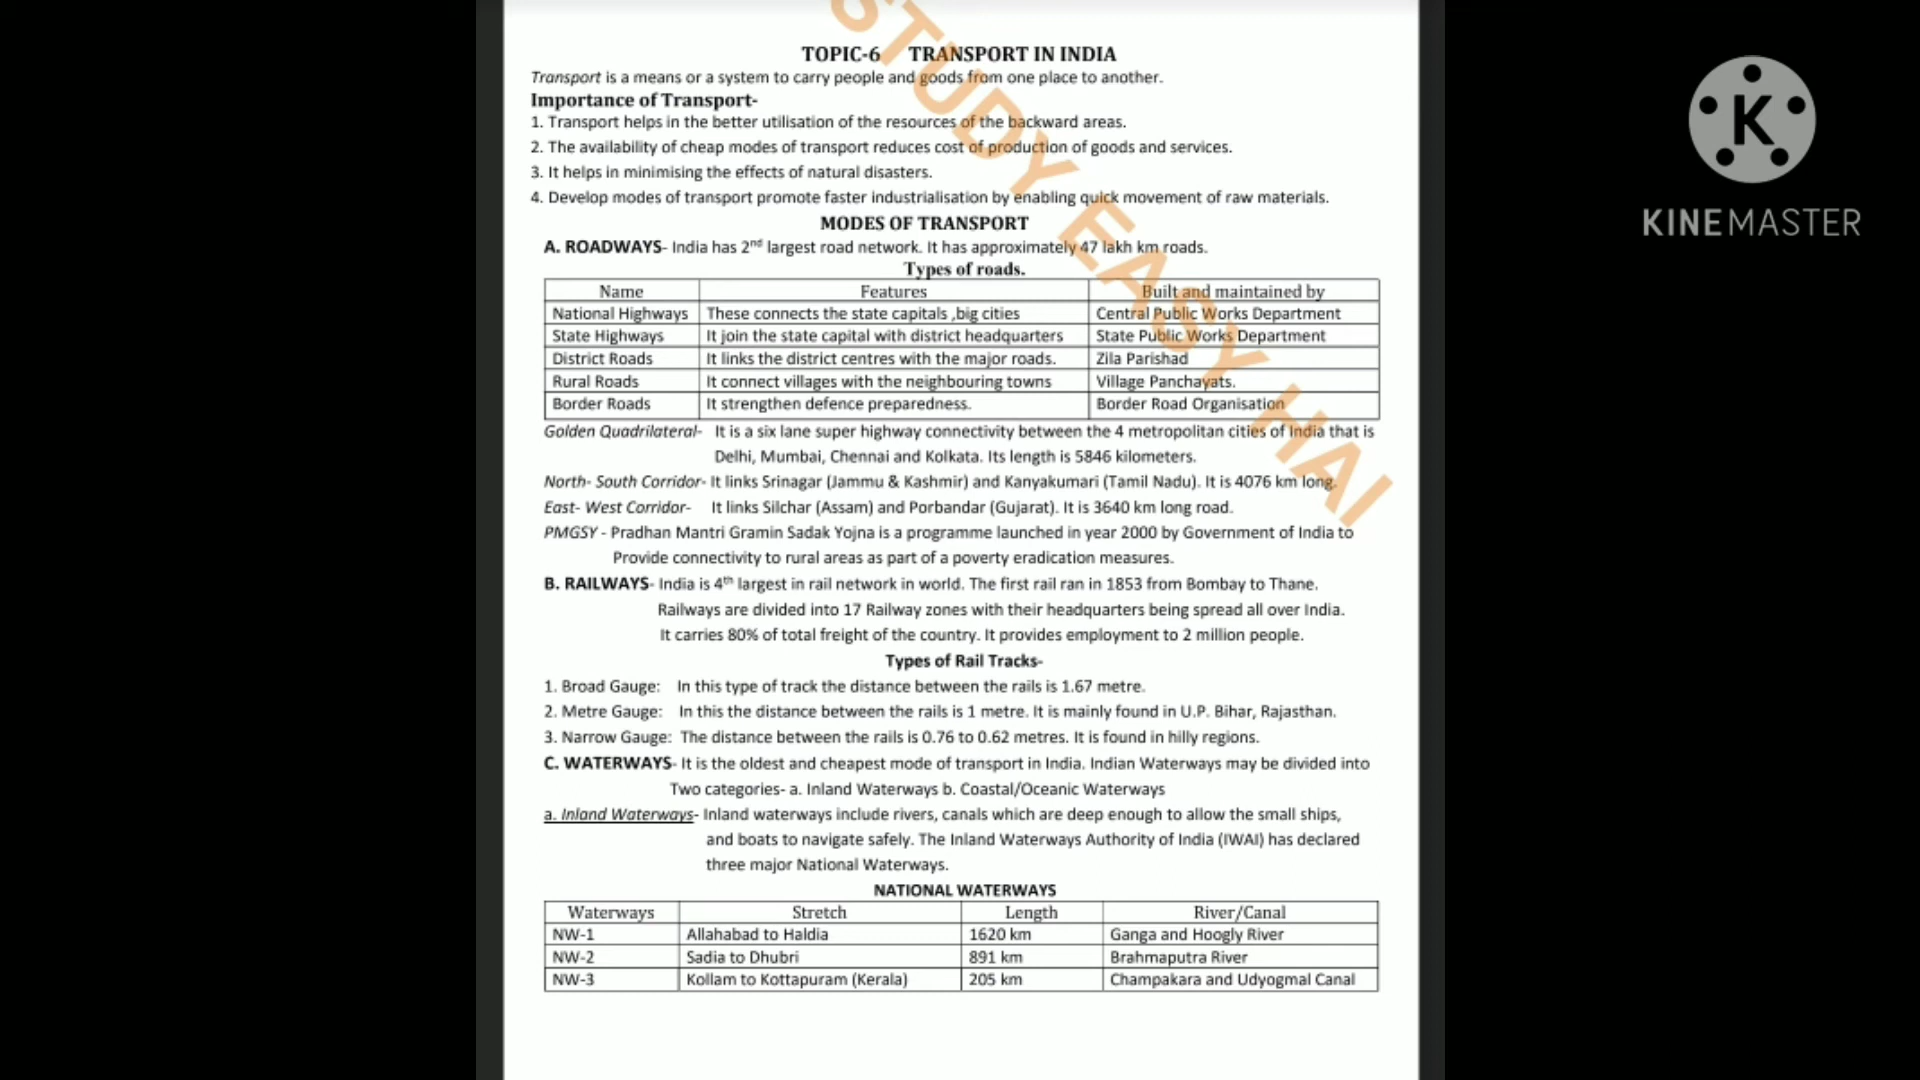 TOPIC-6 TRANSPORT IN INDIA
Transport is a means or a system to carry people and goods from one place to another.
Importance of Transport-
1. Transport helps in the better utilisation of the resources of the backward areas.
2. The availability of cheap modes of transport reduces cost of production of goods and services.
3. It helps in minimising the effects of natural disasters.
4. Develop modes of transport promote faster industrialisation by enabling quick movement of raw materials.
MODES OF TRANSPORT
A. ROADWAYS- India has 2nd largest road network. It has approximately 47 lakh km roads.
Types of roads.
Name Features Built and maintained by
National Highways These connects the state capitals ,big cities Central Public Works Department
State Highways It join the state capital with district headquarters State Public Works Department
District Roads It links the district centres with the major roads. Zila Parishad
Rural Roads It connect villages with the neighbouring towns Village Panchayats.
Border Roads It strengthen defence preparedness. Border Road Organisation
Golden Quadrilateral- It is a six lane super highway connectivity between the 4 metropolitan cities of India that is
Delhi, Mumbai, Chennai and Kolkata. Its length is 5846 kilometers.
North- South Corridor- It links Srinagar (Jammu & Kashmir) and Kanyakumari (Tamil Nadu). It is 4076 km long.
East- West Corridor- It links Silchar (Assam) and Porbandar (Gujarat). It is 3640 km long road.
PMGSY - Pradhan Mantri Gramin Sadak Yojna is a programme launched in year 2000 by Government of India to
Provide connectivity to rural areas as part of a poverty eradication measures.
B. RAILWAYS- India is 4th largest in rail network in world. The first rail ran in 1853 from Bombay to Thane.
Railways are divided into 17 Railway zones with their headquarters being spread all over India.
It carries 80% of total freight of the country. It provides employment to 2 million people.
Types of Rail Tracks-
1. Broad Gauge: In this type of track the distance between the rails is 1.67 metre.
2. Metre Gauge: In this the distance between the rails is 1 metre. It is mainly found in U.P. Bihar, Rajasthan.
3. Narrow Gauge: The distance between the rails is 0.76 to 0.62 metres. It is found in hilly regions.
C. WATERWAYS- It is the oldest and cheapest mode of transport in India. Indian Waterways may be divided into
Two categories- a. Inland Waterways b. Coastal/Oceanic Waterways
a. Inland Waterways- Inland waterways include rivers, canals which are deep enough to allow the small ships,
and boats to navigate safely. The Inland Waterways Authority of India (IWAI) has declared
three major National Waterways.
NATIONAL WATERWAYS
Waterways Stretch Length River/Canal
NW-1 Allahabad to Haldia 1620 km Ganga and Hoogly River
NW-2 Sadia to Dhubri 891 km Brahmaputra River
NW-3 Kollam to Kottapuram (Kerala) 205 km Champakara and Udyogmal Canal
STUDY EASY HAI
K
KINEMASTER